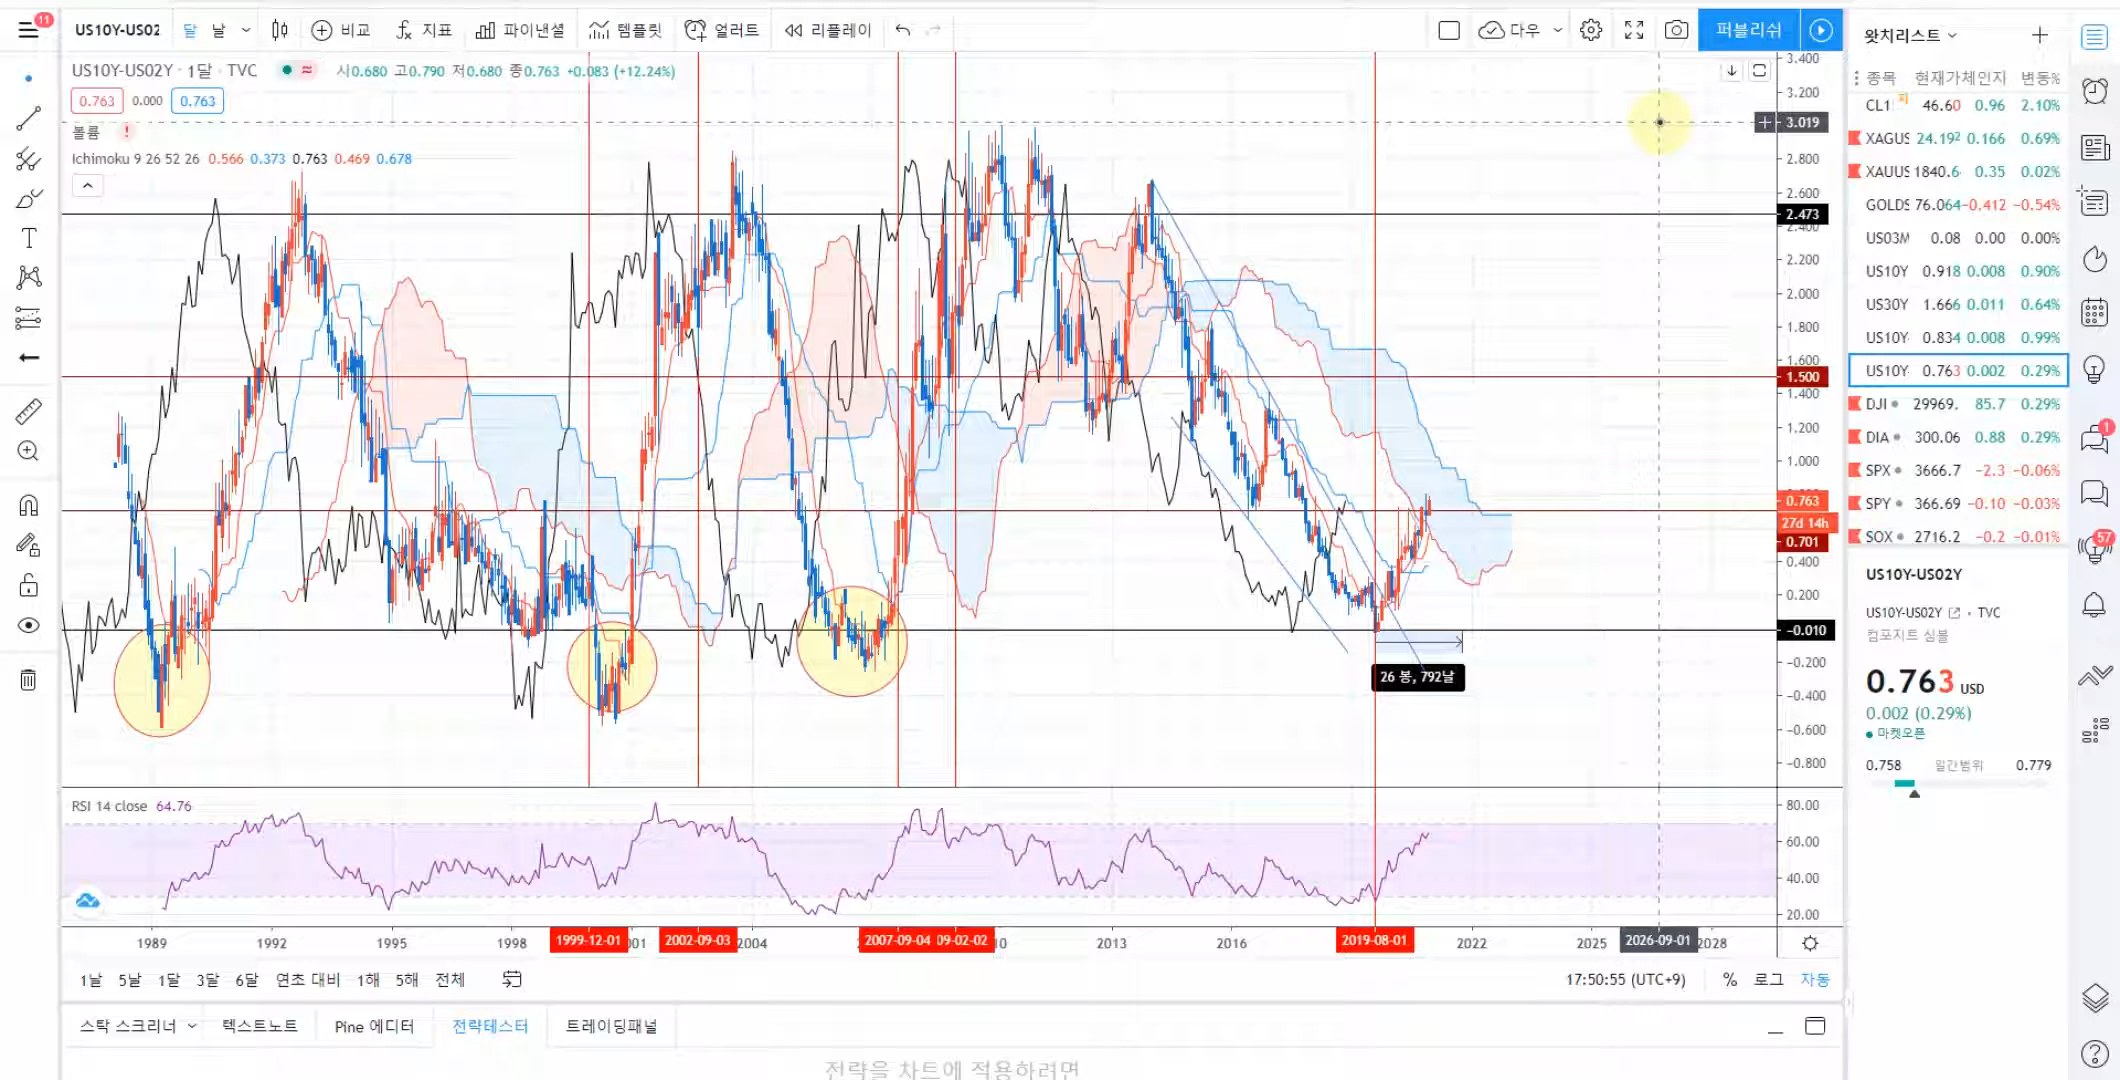 11 US10Y-US02 달 날 비교 지표 파이낸셜 템플릿 얼러트 리플레이 다우 퍼블리쉬
US10Y-US02Y · 1달 · TVC 시0.680 고0.790 저0.680 종0.763 +0.083 (+12.24%)
0.763 0.000 0.763
볼륨 !
Ichimoku 9 26 52 26 0.566 0.373 0.763 0.469 0.678
3.400
3.200
3.019
2.800
2.600
2.473
2.400
2.200
2.000
1.800
1.600
1.500
1.400
1.200
1.000
0.763
27d 14h
0.701
0.400
0.200
-0.010
-0.200
-0.400
-0.600
-0.800
26 봉, 792날
RSI 14 close 64.76
80.00
60.00
40.00
20.00
1989 1992 1995 1998 1999-12-01 001 2002-09-03 2004 2007-09-04 09-02-02 10 2013 2016 2019-08-01 2022 2025 2026-09-01 2028
1날 5날 1달 3달 6달 연초 대비 1해 5해 전체 17:50:55 (UTC+9) % 로그 자동
스탁 스크리너 텍스트노트 Pine 에디터 전략테스터 트레이딩패널
전략을 차트에 적용하려면
왓치리스트
종목 현재가 체인지 변동%
CL1! 46.60 0.96 2.10%
XAGUS 24.19² 0.166 0.69%
XAUUS 1840.6 0.35 0.02%
GOLDS 76.064 -0.412 -0.54%
US03M 0.08 0.00 0.00%
US10Y 0.918 0.008 0.90%
US30Y 1.666 0.011 0.64%
US10Y- 0.834 0.008 0.99%
US10Y- 0.763 0.002 0.29%
DJI 29969. 85.7 0.29%
DIA 300.06 0.88 0.29%
SPX 3666.7 -2.3 -0.06%
SPY 366.69 -0.10 -0.03%
SOX 2716.2 -0.2 -0.01%
US10Y-US02Y
US10Y-US02Y · TVC
컴포지트 심볼
0.763 USD
0.002 (0.29%)
마켓오픈
0.758 일간범위 0.779
1
57